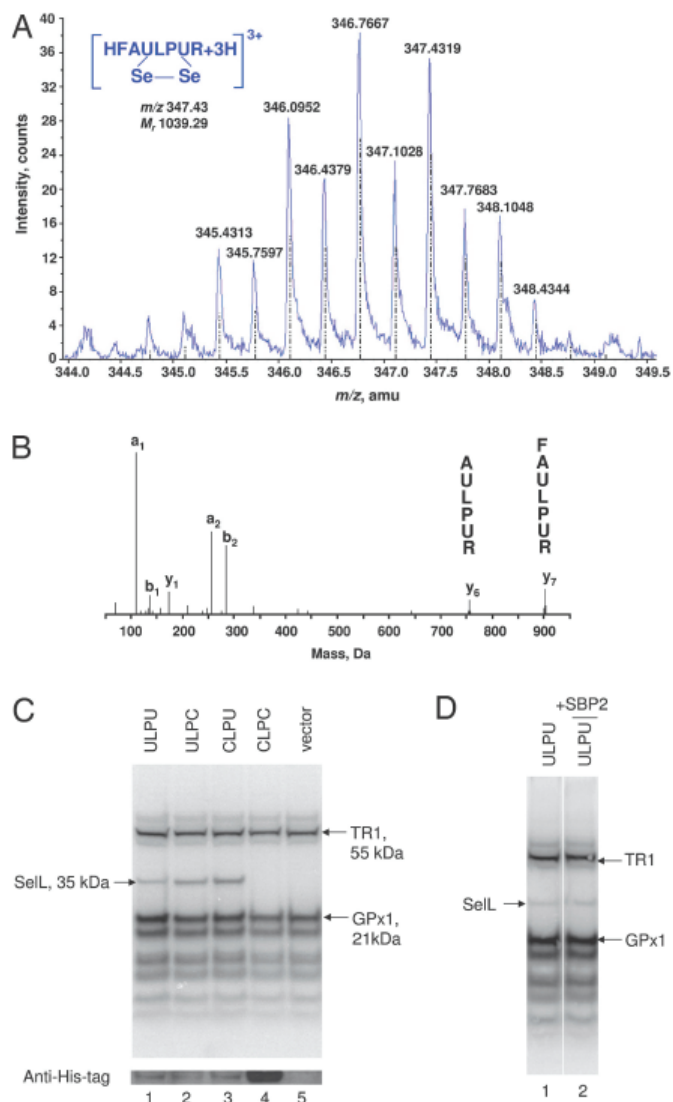 A
[HFAULPUR+3H]3+
Se—Se
m/z 347.43
Mr 1039.29
Intensity, counts
40
36
32
28
24
20
16
12
8
4
0
345.4313
345.7597
346.0952
346.4379
346.7667
347.1028
347.4319
347.7683
348.1048
348.4344
344.0 344.5 345.0 345.5 346.0 346.5 347.0 347.5 348.0 348.5 349.0 349.5
m/z, amu
B
a1
b1
y1
a2
b2
A
U
L
P
U
R
y6
F
A
U
L
P
U
R
y7
100 200 300 400 500 600 700 800 900
Mass, Da
C
ULPU
ULPC
CLPU
CLPC
vector
TR1,
55 kDa
SelL, 35 kDa
GPx1,
21kDa
Anti-His-tag
1 2 3 4 5
D
+SBP2
ULPU
ULPU
TR1
SelL
GPx1
1 2